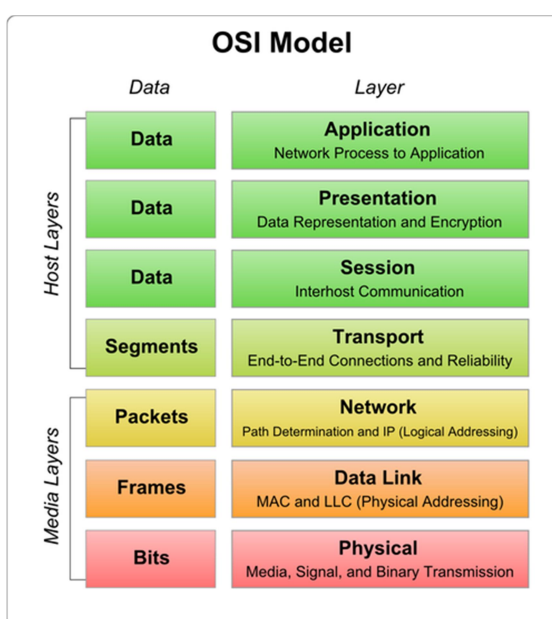 OSI Model
Data
Layer
Host Layers
Data
Application
Network Process to Application
Data
Presentation
Data Representation and Encryption
Data
Session
Interhost Communication
Segments
Transport
End-to-End Connections and Reliability
Media Layers
Packets
Network
Path Determination and IP (Logical Addressing)
Frames
Data Link
MAC and LLC (Physical Addressing)
Bits
Physical
Media, Signal, and Binary Transmission